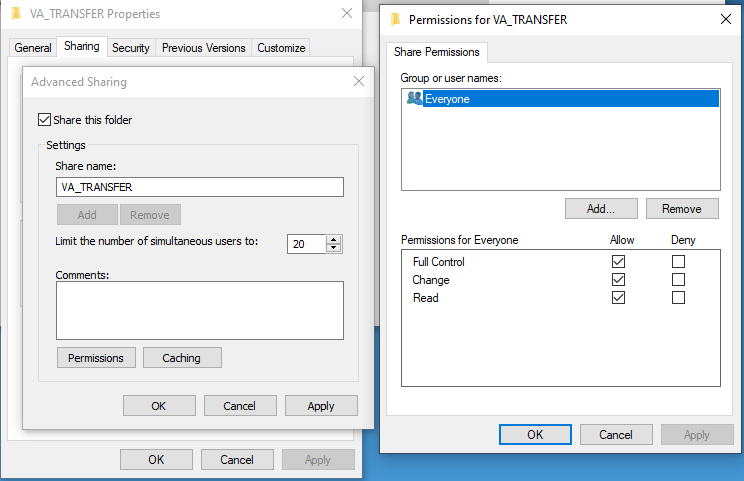 VA_TRANSFER Properties
General Sharing Security Previous Versions Customize
Advanced Sharing
Share this folder
Settings
Share name:
VA_TRANSFER
Add Remove
Limit the number of simultaneous users to: 20
Comments:
Permissions Caching
OK Cancel Apply
OK Cancel Apply
Permissions for VA_TRANSFER
Share Permissions
Group or user names:
Everyone
Add... Remove
Permissions for Everyone Allow Deny
Full Control
Change
Read
OK Cancel Apply